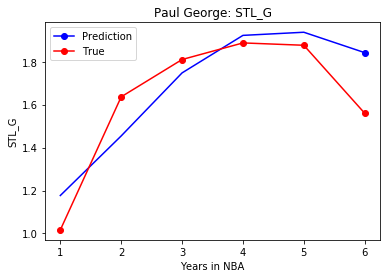 Paul George: STL_G
Prediction
True
STL_G
1.8
1.6
1.4
1.2
1.0
1 2 3 4 5 6
Years in NBA